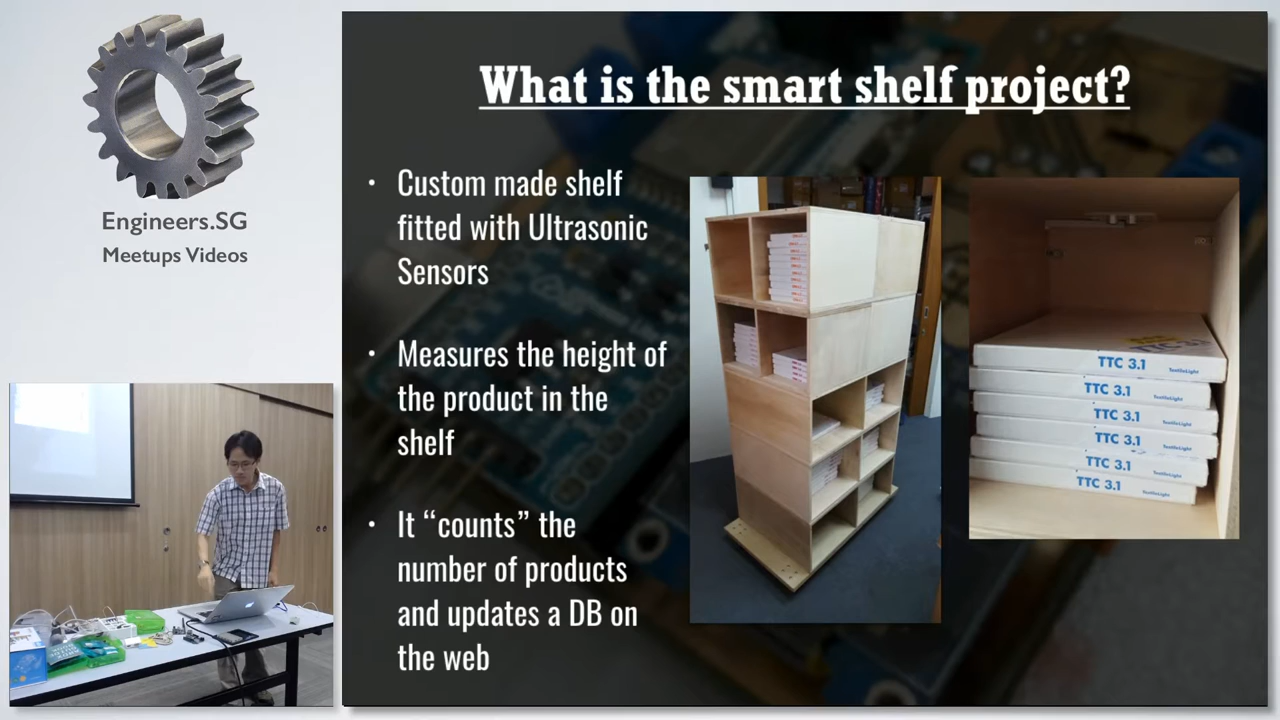 Engineers.SG
Meetups Videos
What is the smart shelf project?
• Custom made shelf
fitted with Ultrasonic
Sensors
• Measures the height of
the product in the
shelf
• It “counts” the
number of products
and updates a DB on
the web
TTC 3.1
TTC 3.1
TTC 3.1
TTC 3.1
TTC 3.1
TTC 3.1